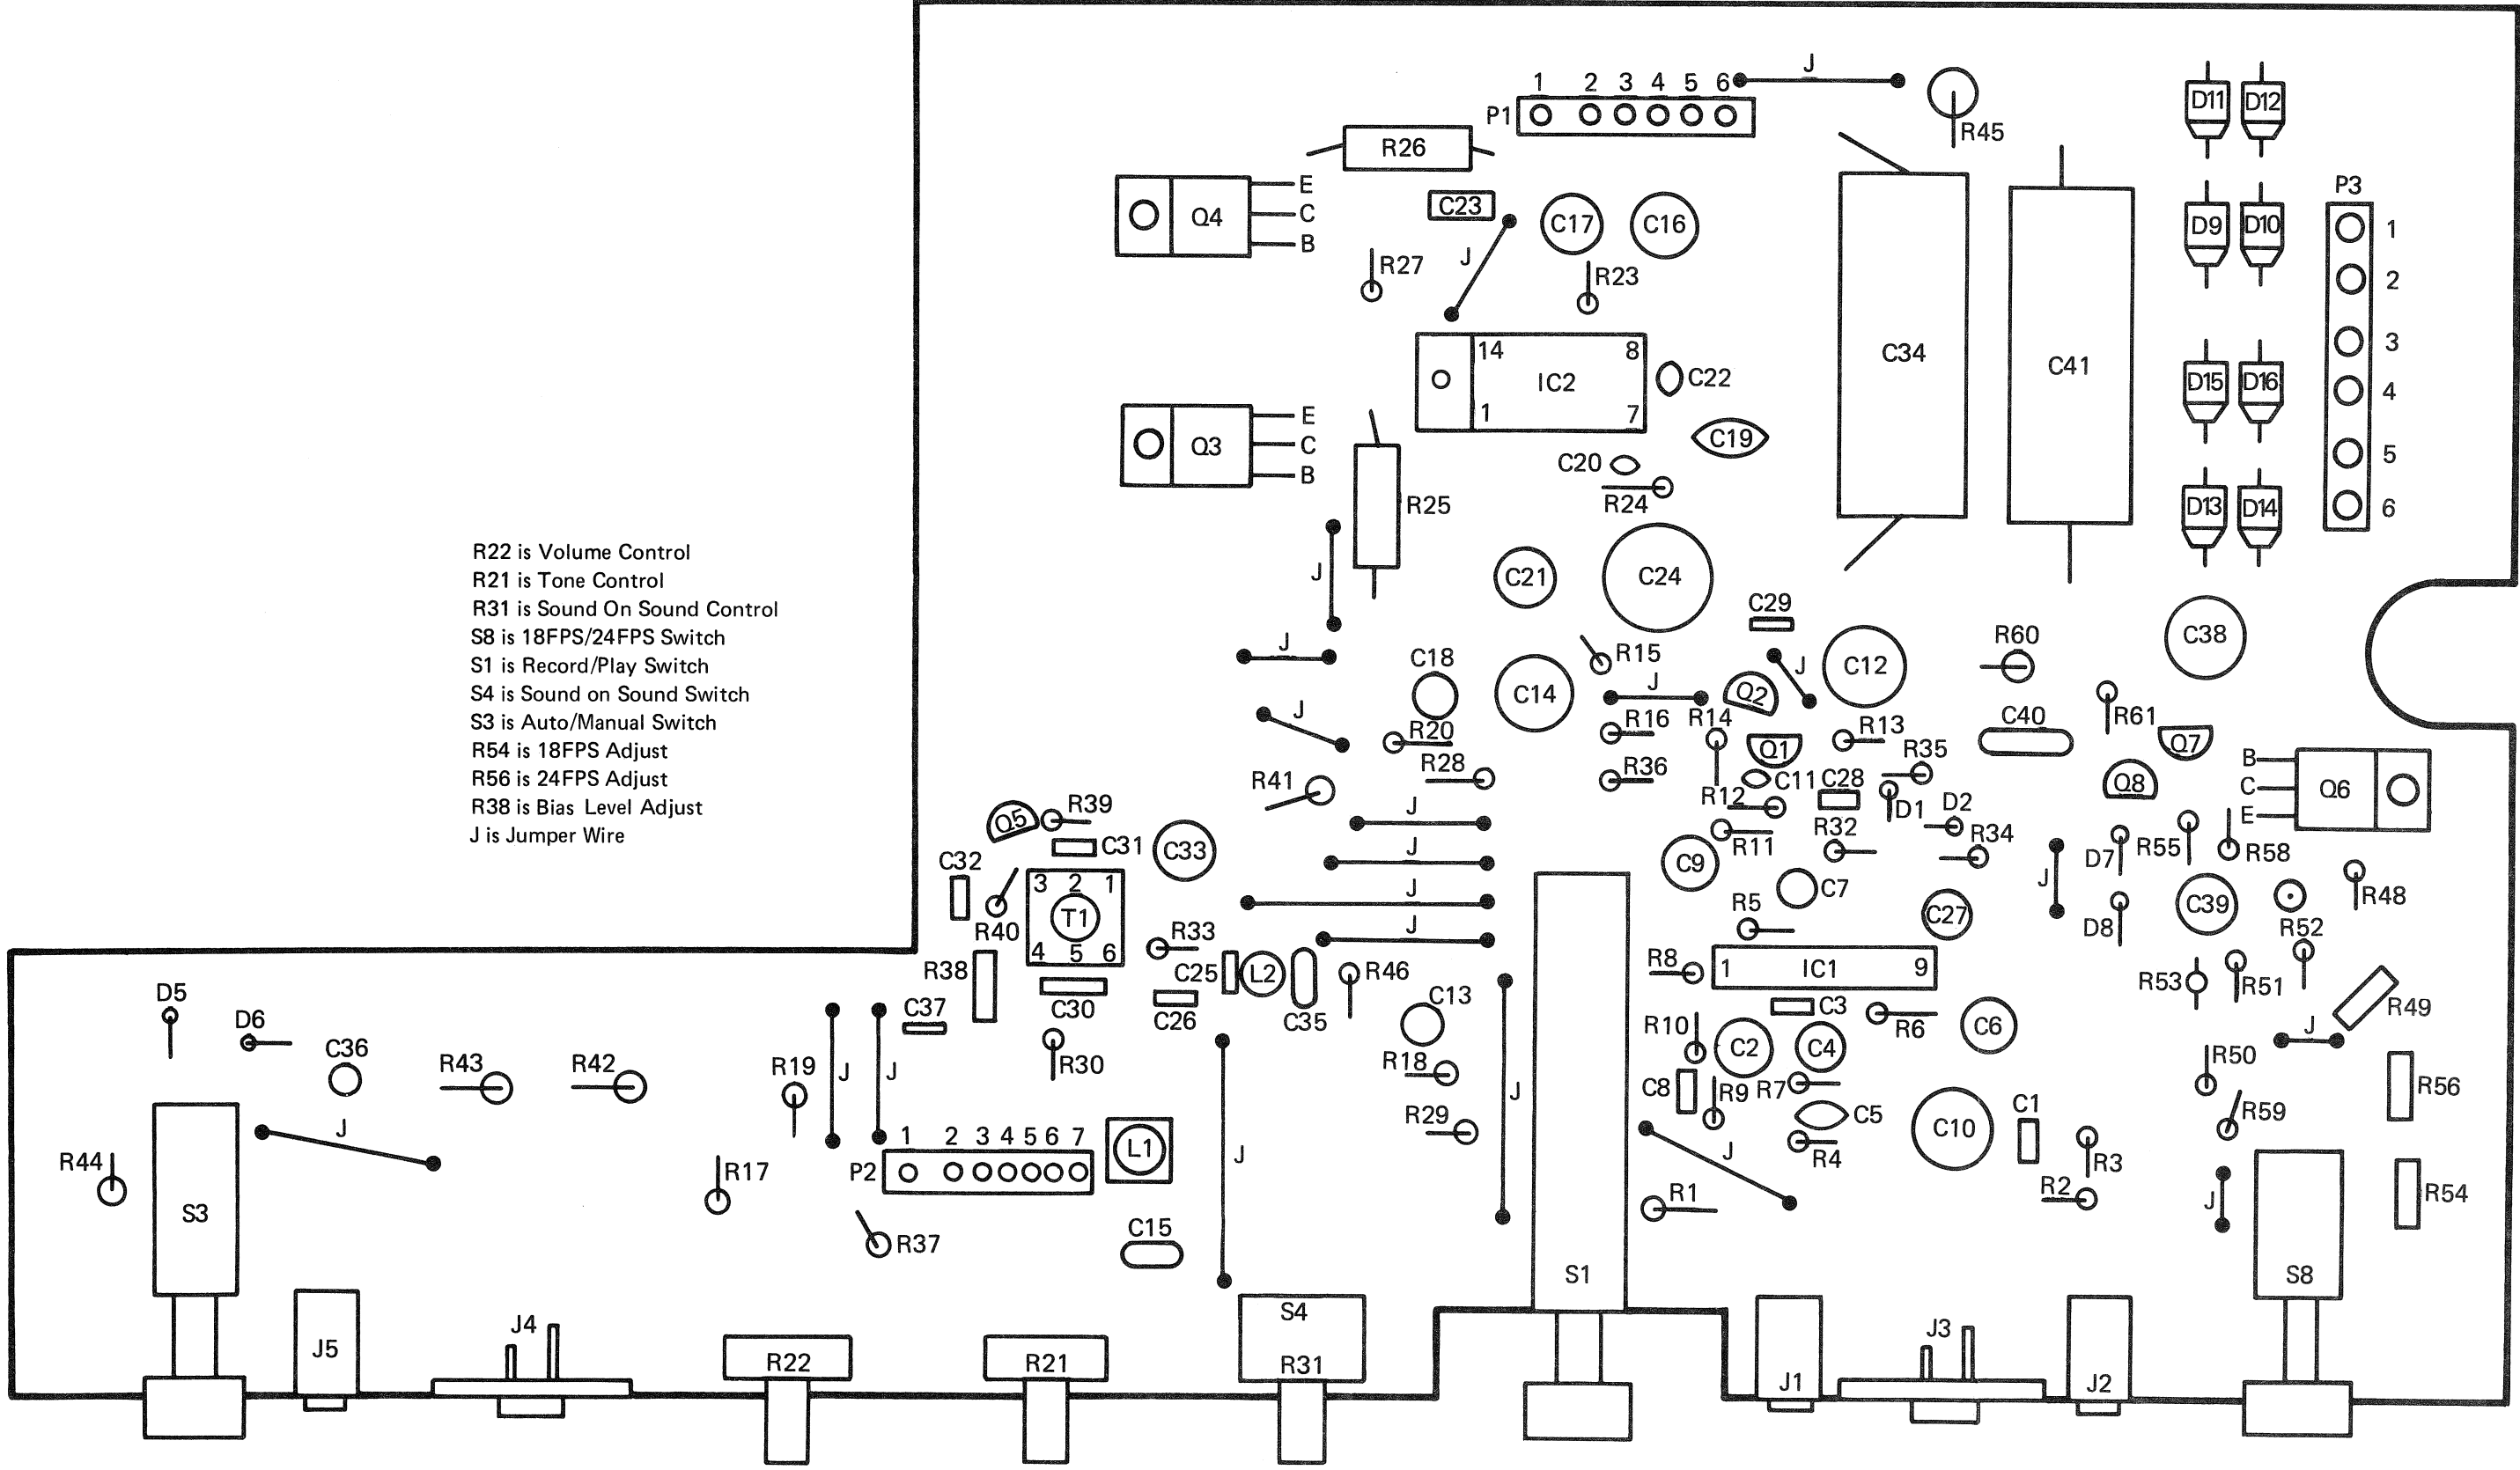 J
1 2 3 4 5 6
P1
R45
D11 D12
R26
E
Q4 C
B
C23
C17 C16
P3
D9 D10
1
J
R27
R23
2
14 8
IC2
1 7
C22
C34
C41
3
D15 D16
4
E
Q3 C
B
C19
C20
5
R24
R25
D13 D14
6
R22 is Volume Control
R21 is Tone Control
R31 is Sound On Sound Control
S8 is 18FPS/24FPS Switch
S1 is Record/Play Switch
S4 is Sound on Sound Switch
S3 is Auto/Manual Switch
R54 is 18FPS Adjust
R56 is 24FPS Adjust
R38 is Bias Level Adjust
J is Jumper Wire
J
C21 C24
C29
C38
J
C18
R15
R60
C14
J
Q2
J
C12
J
R20
R16 R14
R13
R35
C40
R61
Q7
Q1
R28
R36
C11 C28
R41
R12
D1
D2
Q8
B
C
E
Q6
Q5
R39
J
R11
R32
R34
C32
C31
C33
J
C9
D7
R55
R58
3 2 1
T1
4 5 6
J
C7
J
R48
R40
R5
C27
C39
J
R33
D8
R52
R38
C25 L2
R46
R8
1 IC1 9
R53
R51
C30
C26
C35
C37
C13
C3
R6
C6
R49
D5
D6
C36
R10
C2
C4
J
R43
R42
R19
J
J
R30
R18
J
C8
R9
R7
R50
R56
R29
C5
C10
C1
R59
J
1 2 3 4 5 6 7
P2
L1
J
R4
J
R3
R44
R17
R2
R1
J
R54
S3
R37
C15
S1
S8
J5
J4
R22
R21
S4
R31
J1
J3
J2